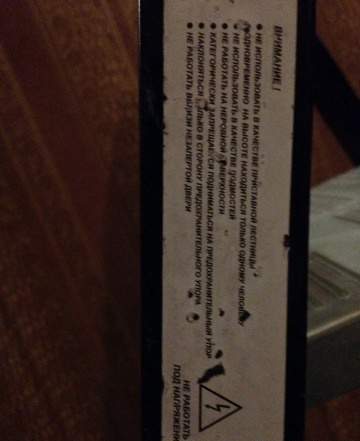 ВНИМАНИЕ !
• НЕ ИСПОЛЬЗОВАТЬ В КАЧЕСТВЕ ПРИСТАВНОЙ ЛЕСТНИЦЫ
• ОДНОВРЕМЕННО НА ВЫСОТЕ НАХОДИТЬСЯ ТОЛЬКО ОДНОМУ ЧЕЛОВЕКУ
• НЕ ИСПОЛЬЗОВАТЬ В КАЧЕСТВЕ ПОДМОСТЕЙ
• НЕ РАБОТАТЬ НА НЕРОВНОЙ ПОВЕРХНОСТИ
• КАТЕГОРИЧЕСКИ ЗАПРЕЩАЕТСЯ ПОДНИМАТЬСЯ НА ПРЕДОХРАНИТЕЛЬНЫЙ УПОР
• НАКЛОНЯТЬСЯ ТОЛЬКО В СТОРОНУ ПРЕДОХРАНИТЕЛЬНОГО УПОРА
• НЕ РАБОТАТЬ ВБЛИЗИ НЕЗАПЕРТОЙ ДВЕРИ
НЕ РАБОТАТЬ
ПОД НАПРЯЖЕНИ